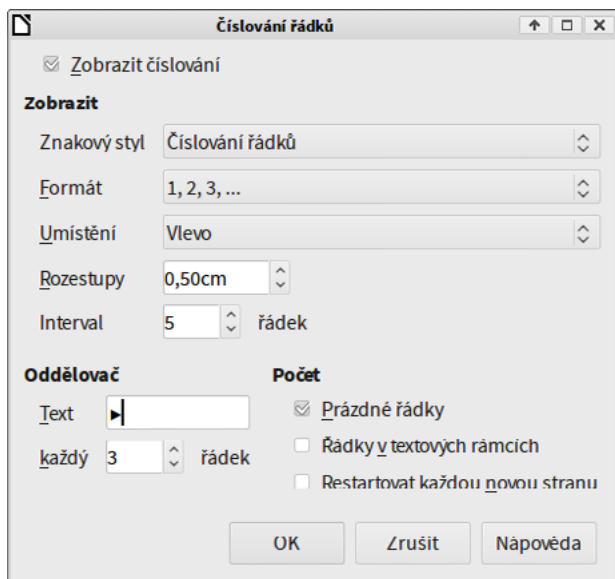 Číslování řádků
Zobrazit číslování
Zobrazit
Znakový styl Číslování řádků
Formát 1, 2, 3, ...
Umístění Vlevo
Rozestupy 0,50cm
Interval 5 řádek
Oddělovač Počet
Text ▸ Prázdné řádky
Řádky v textových rámcích
každý 3 řádek
Restartovat každou novou stranu
OK Zrušit Nápověda